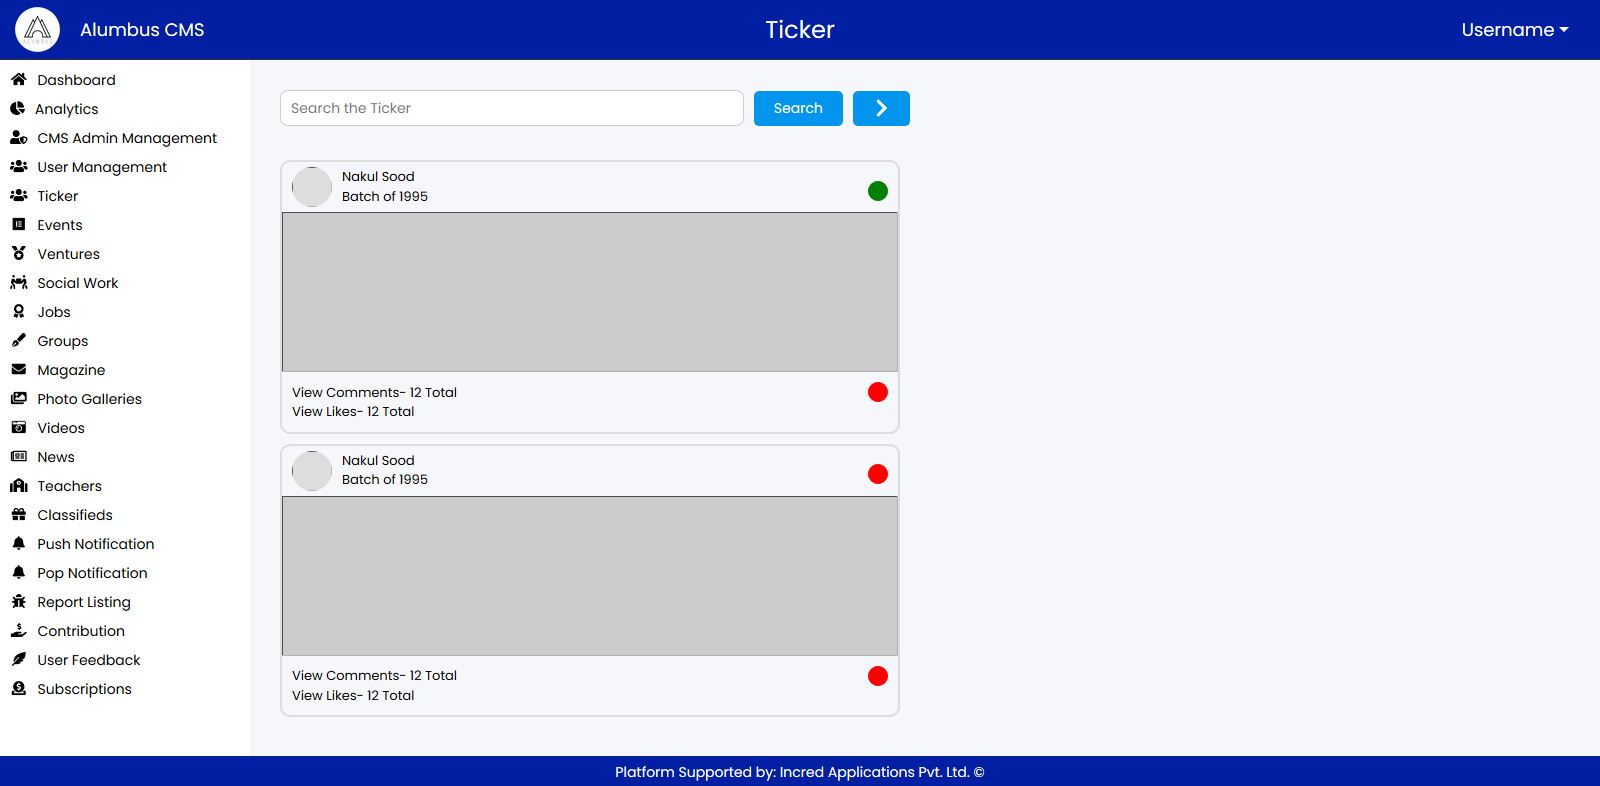 ALUMBUS
Alumbus CMS
Ticker
Username
Dashboard
Analytics
CMS Admin Management
User Management
Ticker
Events
Ventures
Social Work
Jobs
Groups
Magazine
Photo Galleries
Videos
News
Teachers
Classifieds
Push Notification
Pop Notification
Report Listing
Contribution
User Feedback
Subscriptions
Search the Ticker
Search
Nakul Sood
Batch of 1995
View Comments- 12 Total
View Likes- 12 Total
Nakul Sood
Batch of 1995
View Comments- 12 Total
View Likes- 12 Total
Platform Supported by: Incred Applications Pvt. Ltd. ©